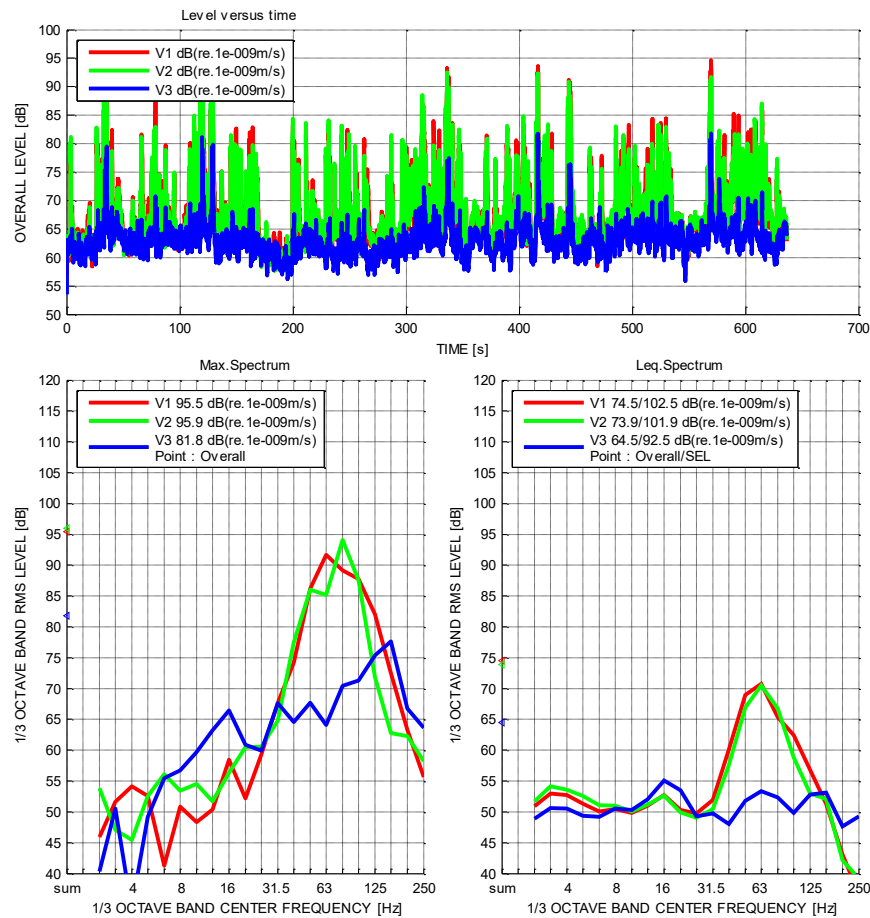 Level versus time
100
95
90
85
80
75
70
65
60
55
50
OVERALL LEVEL [dB]
V1 dB(re.1e-009m/s)
V2 dB(re.1e-009m/s)
V3 dB(re.1e-009m/s)
0 100 200 300 400 500 600 700
TIME [s]
Max.Spectrum
120
115
110
105
100
95
90
85
80
75
70
65
60
55
50
45
40
1/3 OCTAVE BAND RMS LEVEL [dB]
V1 95.5 dB(re.1e-009m/s)
V2 95.9 dB(re.1e-009m/s)
V3 81.8 dB(re.1e-009m/s)
Point : Overall
sum 4 8 16 31.5 63 125 250
1/3 OCTAVE BAND CENTER FREQUENCY [Hz]
Leq.Spectrum
120
115
110
105
100
95
90
85
80
75
70
65
60
55
50
45
40
1/3 OCTAVE BAND RMS LEVEL [dB]
V1 74.5/102.5 dB(re.1e-009m/s)
V2 73.9/101.9 dB(re.1e-009m/s)
V3 64.5/92.5 dB(re.1e-009m/s)
Point : Overall/SEL
sum 4 8 16 31.5 63 125 250
1/3 OCTAVE BAND CENTER FREQUENCY [Hz]